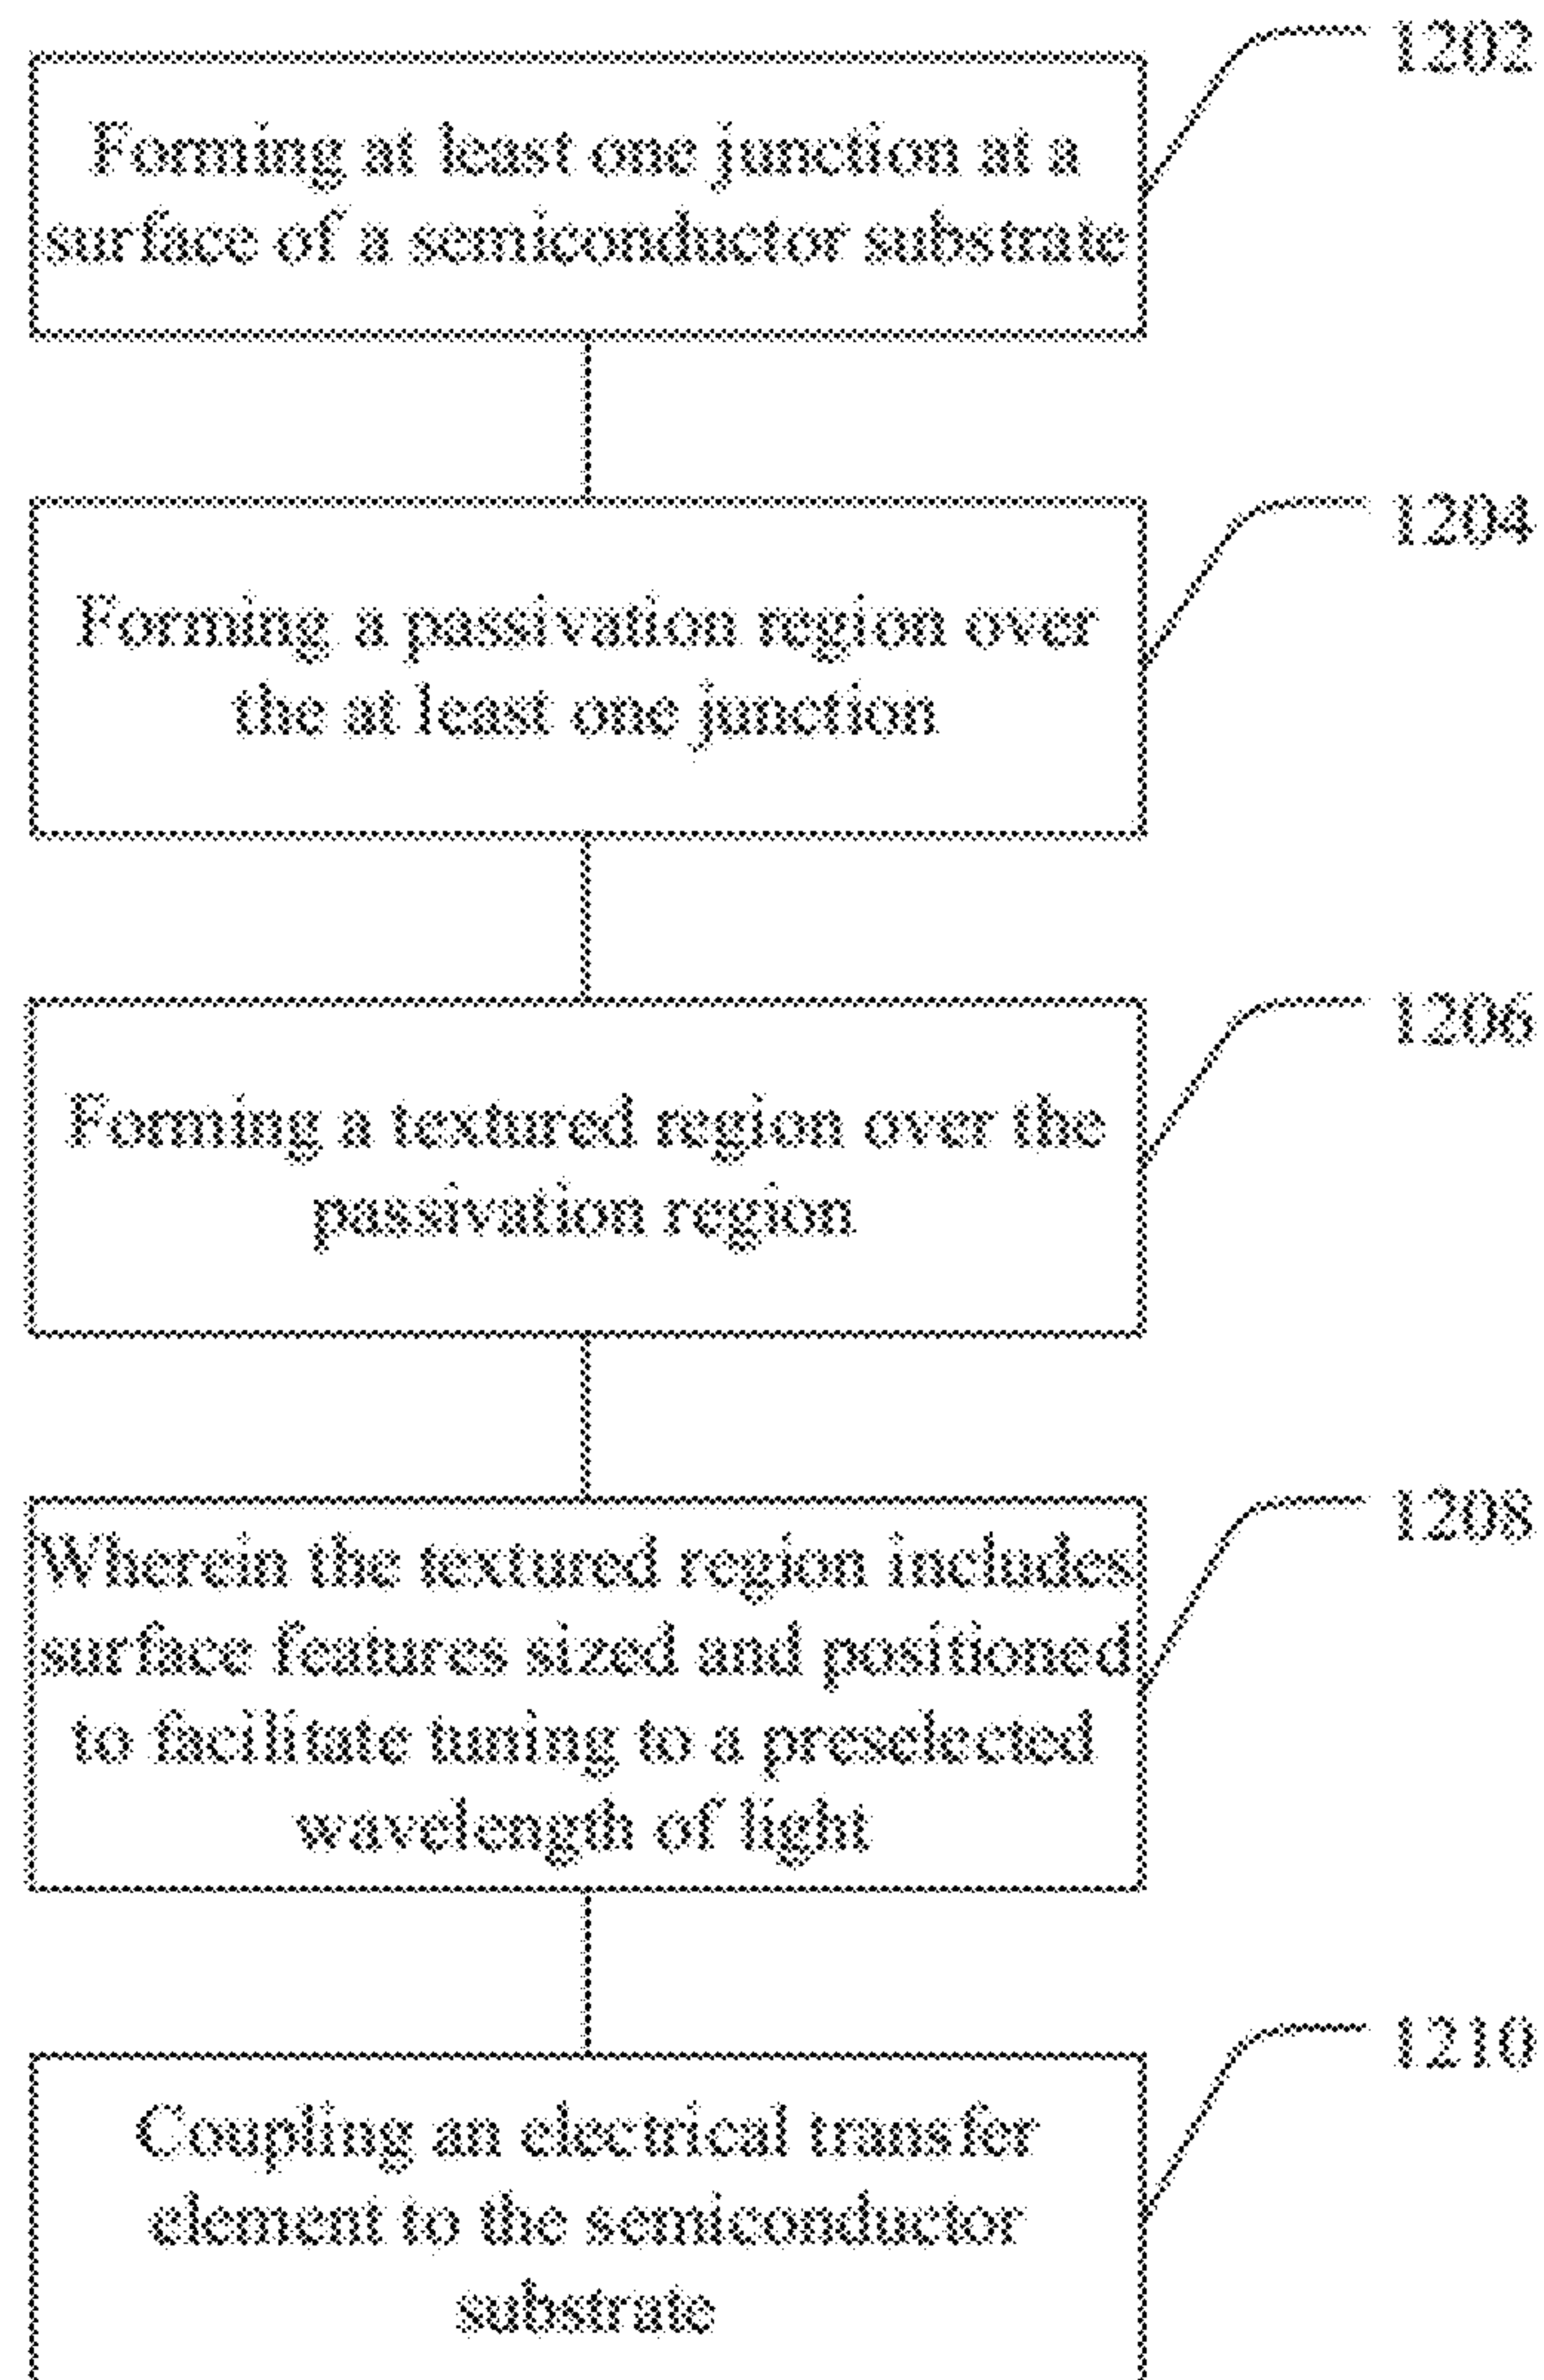 1202
Forming at least one junction at a
surface of a semiconductor substrate
1204
Forming a passivation region over
the at least one junction
1206
Forming a textured region over the
passivation region
1208
Wherein the textured region includes
surface features sized and positioned
to facilitate tuning to a preselected
wavelength of light
1210
Coupling an electrical transfer
element to the semiconductor
substrate